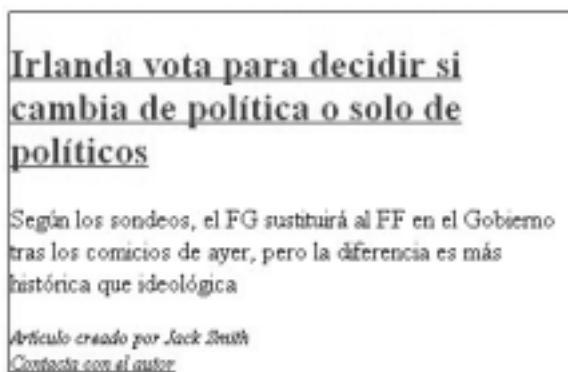 Irlanda vota para decidir si
cambia de política o solo de
políticos
Según los sondeos, el FG sustituirá al FF en el Gobierno
tras los comicios de ayer, pero la diferencia es más
histórica que ideológica
Artículo creado por Jack Smith
Contacta con el autor